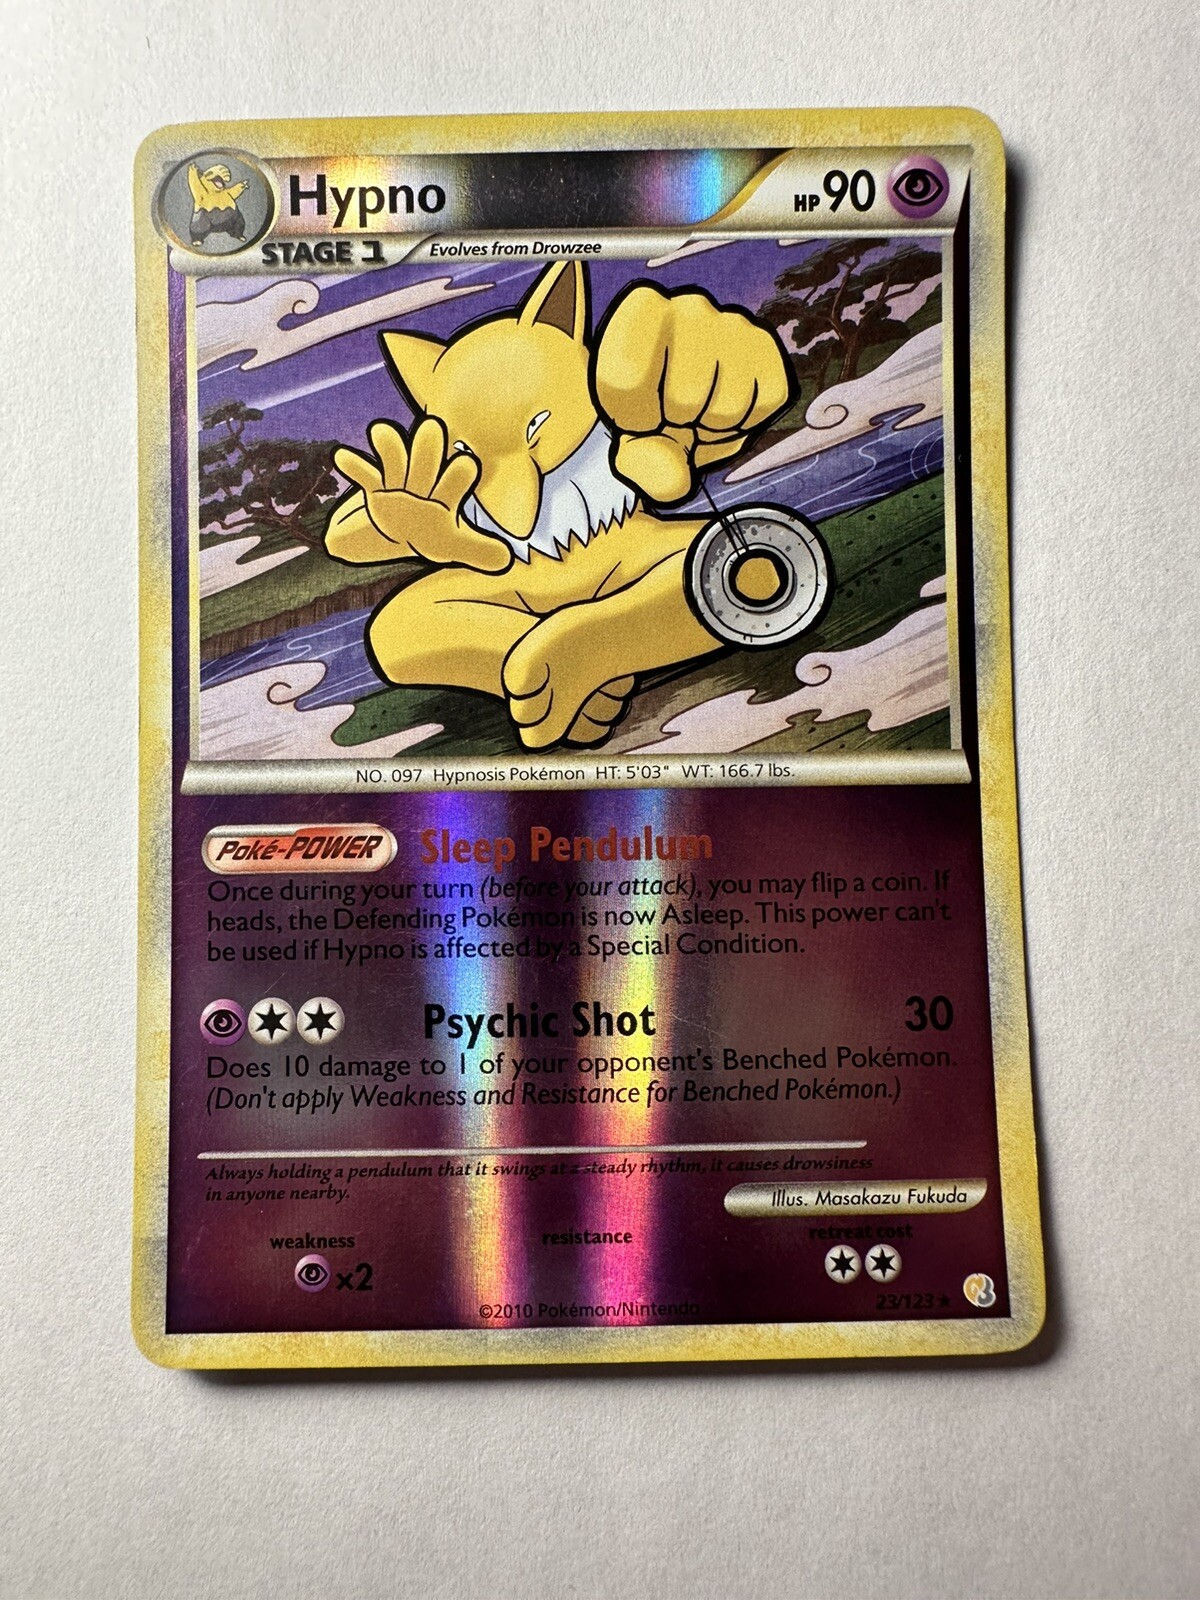 Hypno
HP 90
STAGE 1
Evolves from Drowzee
NO. 097 Hypnosis Pokémon HT: 5'03" WT: 166.7 lbs.
Poké-POWER Sleep Pendulum
Once during your turn (before your attack), you may flip a coin. If
heads, the Defending Pokémon is now Asleep. This power can't
be used if Hypno is affected by a Special Condition.
Psychic Shot 30
Does 10 damage to 1 of your opponent's Benched Pokémon.
(Don't apply Weakness and Resistance for Benched Pokémon.)
Always holding a pendulum that it swings at a steady rhythm, it causes drowsiness
in anyone nearby.
Illus. Masakazu Fukuda
weakness resistance retreat cost
x2
©2010 Pokémon/Nintendo
23/123 ★